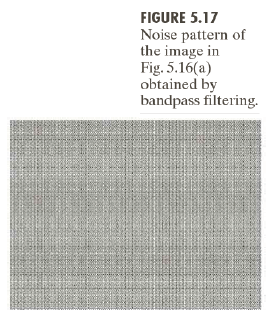 FIGURE 5.17
Noise pattern of
the image in
Fig. 5.16(a)
obtained by
bandpass filtering.